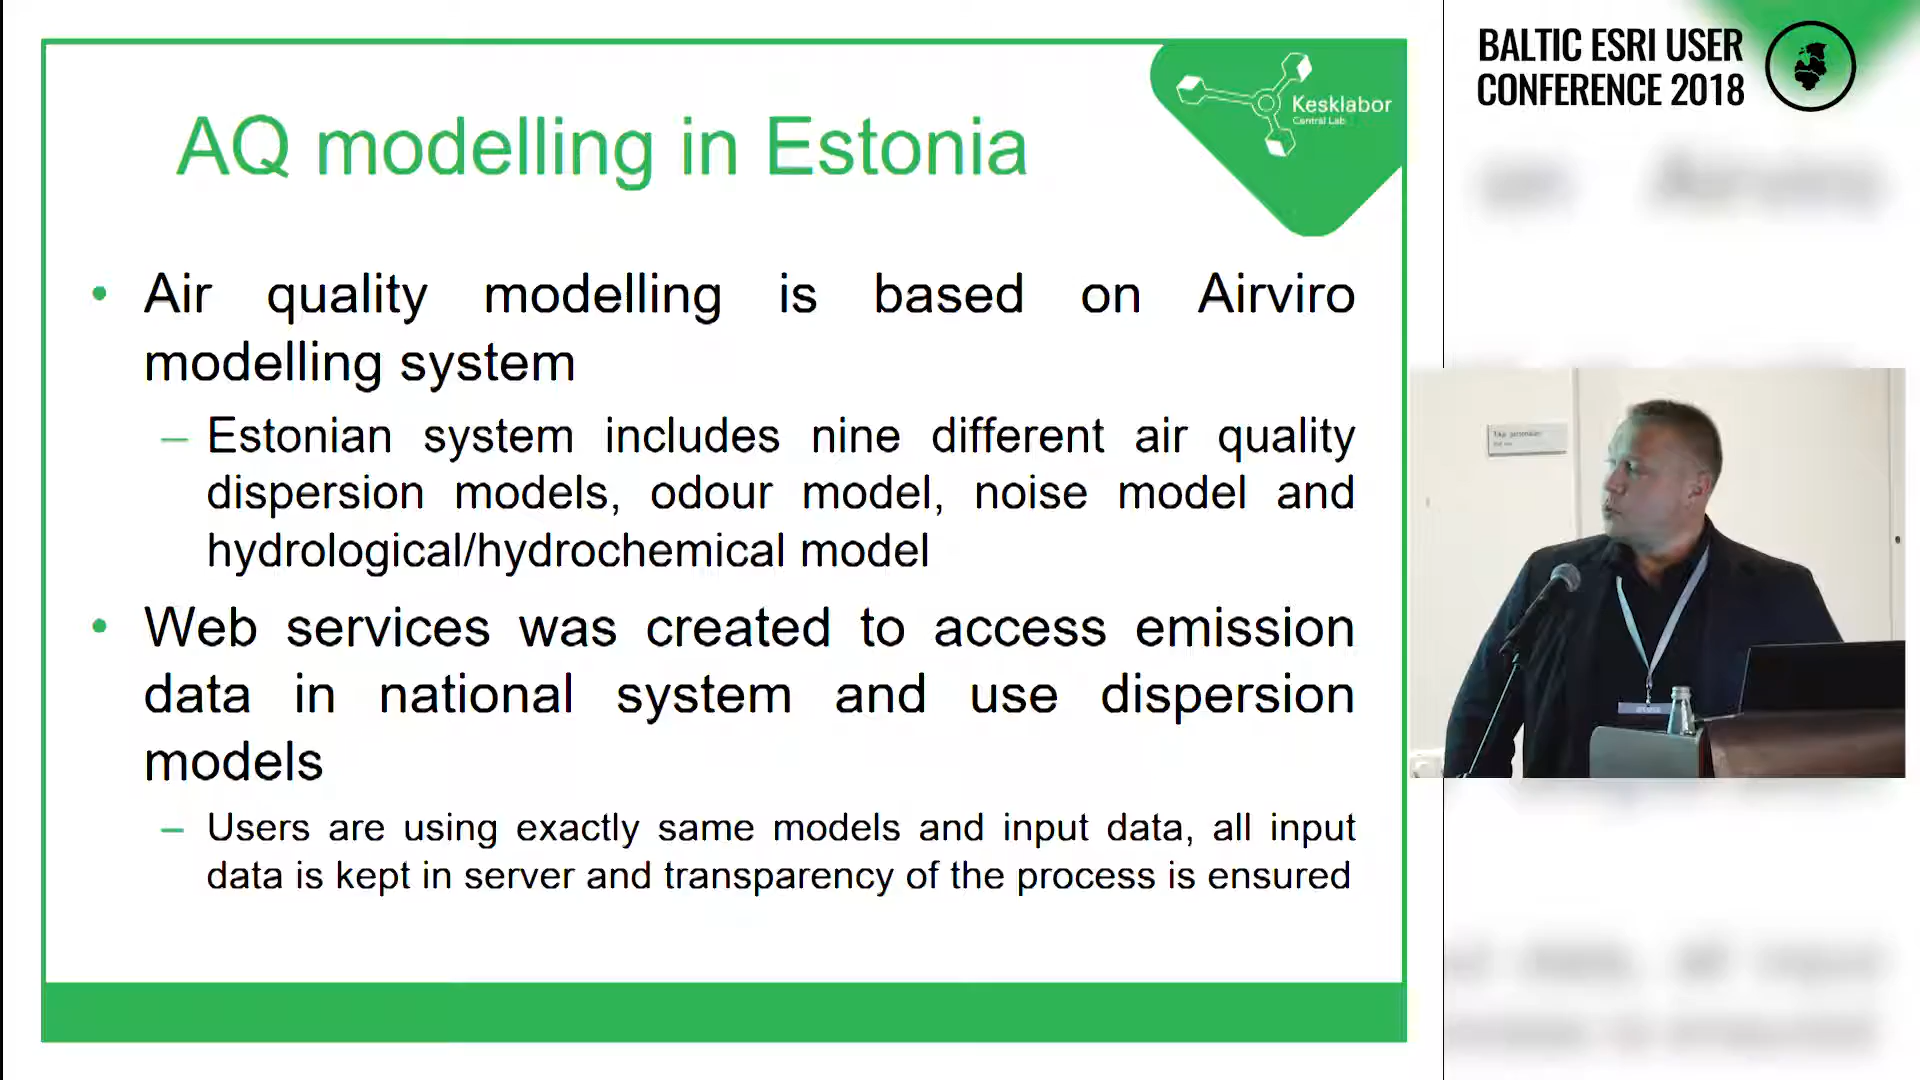 BALTIC ESRI USER
CONFERENCE 2018
Kesklabor
Central Lab
AQ modelling in Estonia
• Air quality modelling is based on Airviro
modelling system
– Estonian system includes nine different air quality
dispersion models, odour model, noise model and
hydrological/hydrochemical model
• Web services was created to access emission
data in national system and use dispersion
models
– Users are using exactly same models and input data, all input
data is kept in server and transparency of the process is ensured